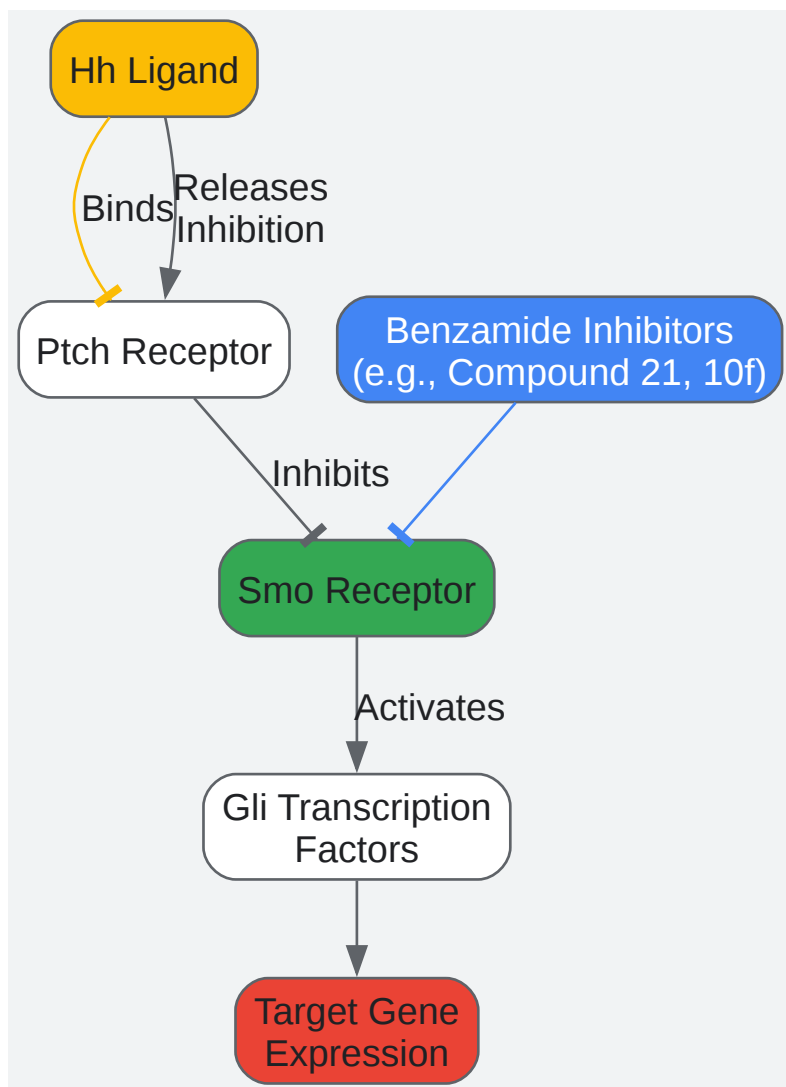 Hh Ligand
Binds
Releases
Inhibition
Ptch Receptor
Benzamide Inhibitors
(e.g., Compound 21, 10f)
Inhibits
Smo Receptor
Activates
Gli Transcription
Factors
Target Gene
Expression